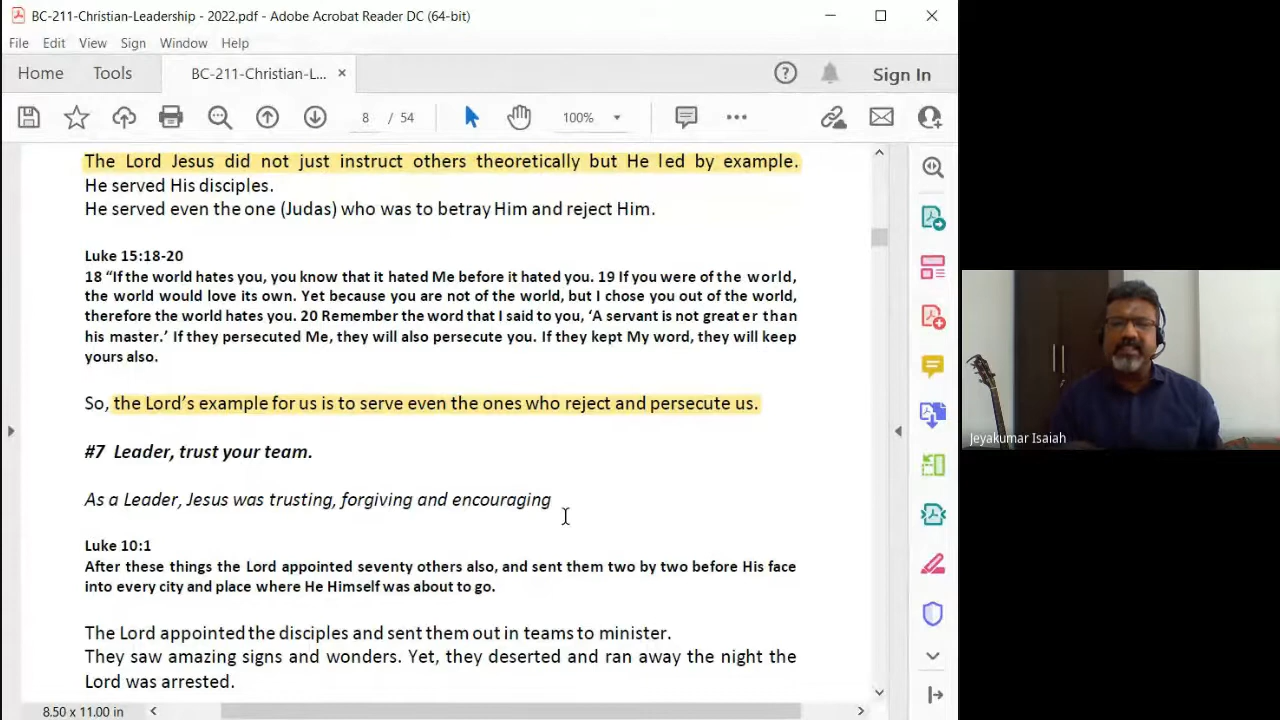 BC-211-Christian-Leadership - 2022.pdf - Adobe Acrobat Reader DC (64-bit)
File Edit View Sign Window Help
Home Tools BC-211-Christian-L... × Sign In
8 / 54 100%
The Lord Jesus did not just instruct others theoretically but He led by example.
He served His disciples.
He served even the one (Judas) who was to betray Him and reject Him.
Luke 15:18-20
18 “If the world hates you, you know that it hated Me before it hated you. 19 If you were of the world,
the world would love its own. Yet because you are not of the world, but I chose you out of the world,
therefore the world hates you. 20 Remember the word that I said to you, ‘A servant is not greater than
his master.’ If they persecuted Me, they will also persecute you. If they kept My word, they will keep
yours also.
So, the Lord’s example for us is to serve even the ones who reject and persecute us.
#7 Leader, trust your team.
As a Leader, Jesus was trusting, forgiving and encouraging
Luke 10:1
After these things the Lord appointed seventy others also, and sent them two by two before His face
into every city and place where He Himself was about to go.
The Lord appointed the disciples and sent them out in teams to minister.
They saw amazing signs and wonders. Yet, they deserted and ran away the night the
Lord was arrested.
8.50 x 11.00 in
Jeyakumar Isaiah